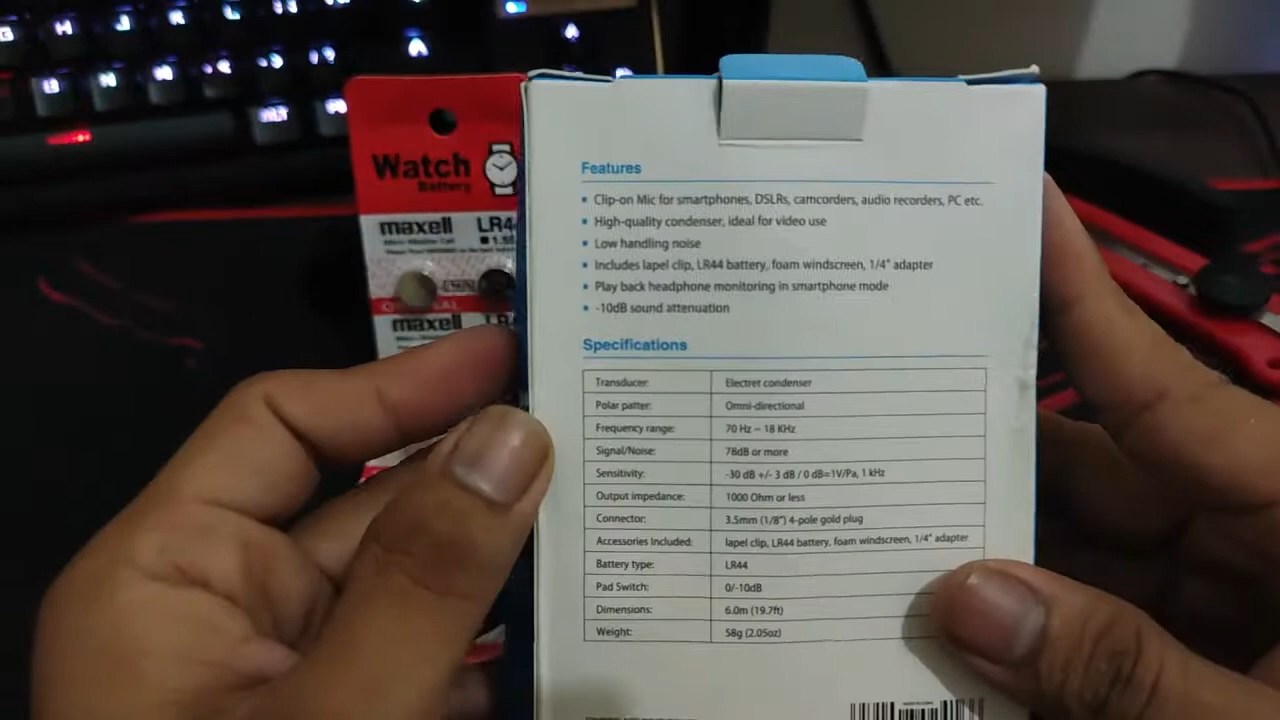 Watch
Battery
maxell LR4
1.55
maxell LR
Features
Clip-on Mic for smartphones, DSLRs, camcorders, audio recorders, PC etc.
High-quality condenser, ideal for video use
Low handling noise
Includes lapel clip, LR44 battery, foam windscreen, 1/4" adapter
Play back headphone monitoring in smartphone mode
-10dB sound attenuation
Specifications
Transducer: Electret condenser
Polar patter: Omni-directional
Frequency range: 70 Hz ~ 18 KHz
Signal/Noise: 78dB or more
Sensitivity: -30 dB +/- 3 dB / 0 dB=1V/Pa, 1 kHz
Output impedance: 1000 Ohm or less
Connector: 3.5mm (1/8") 4-pole gold plug
Accessories Included: lapel clip, LR44 battery, foam windscreen, 1/4" adapter
Battery type: LR44
Pad Switch: 0/-10dB
Dimensions: 6.0m (19.7ft)
Weight: 58g (2.05oz)